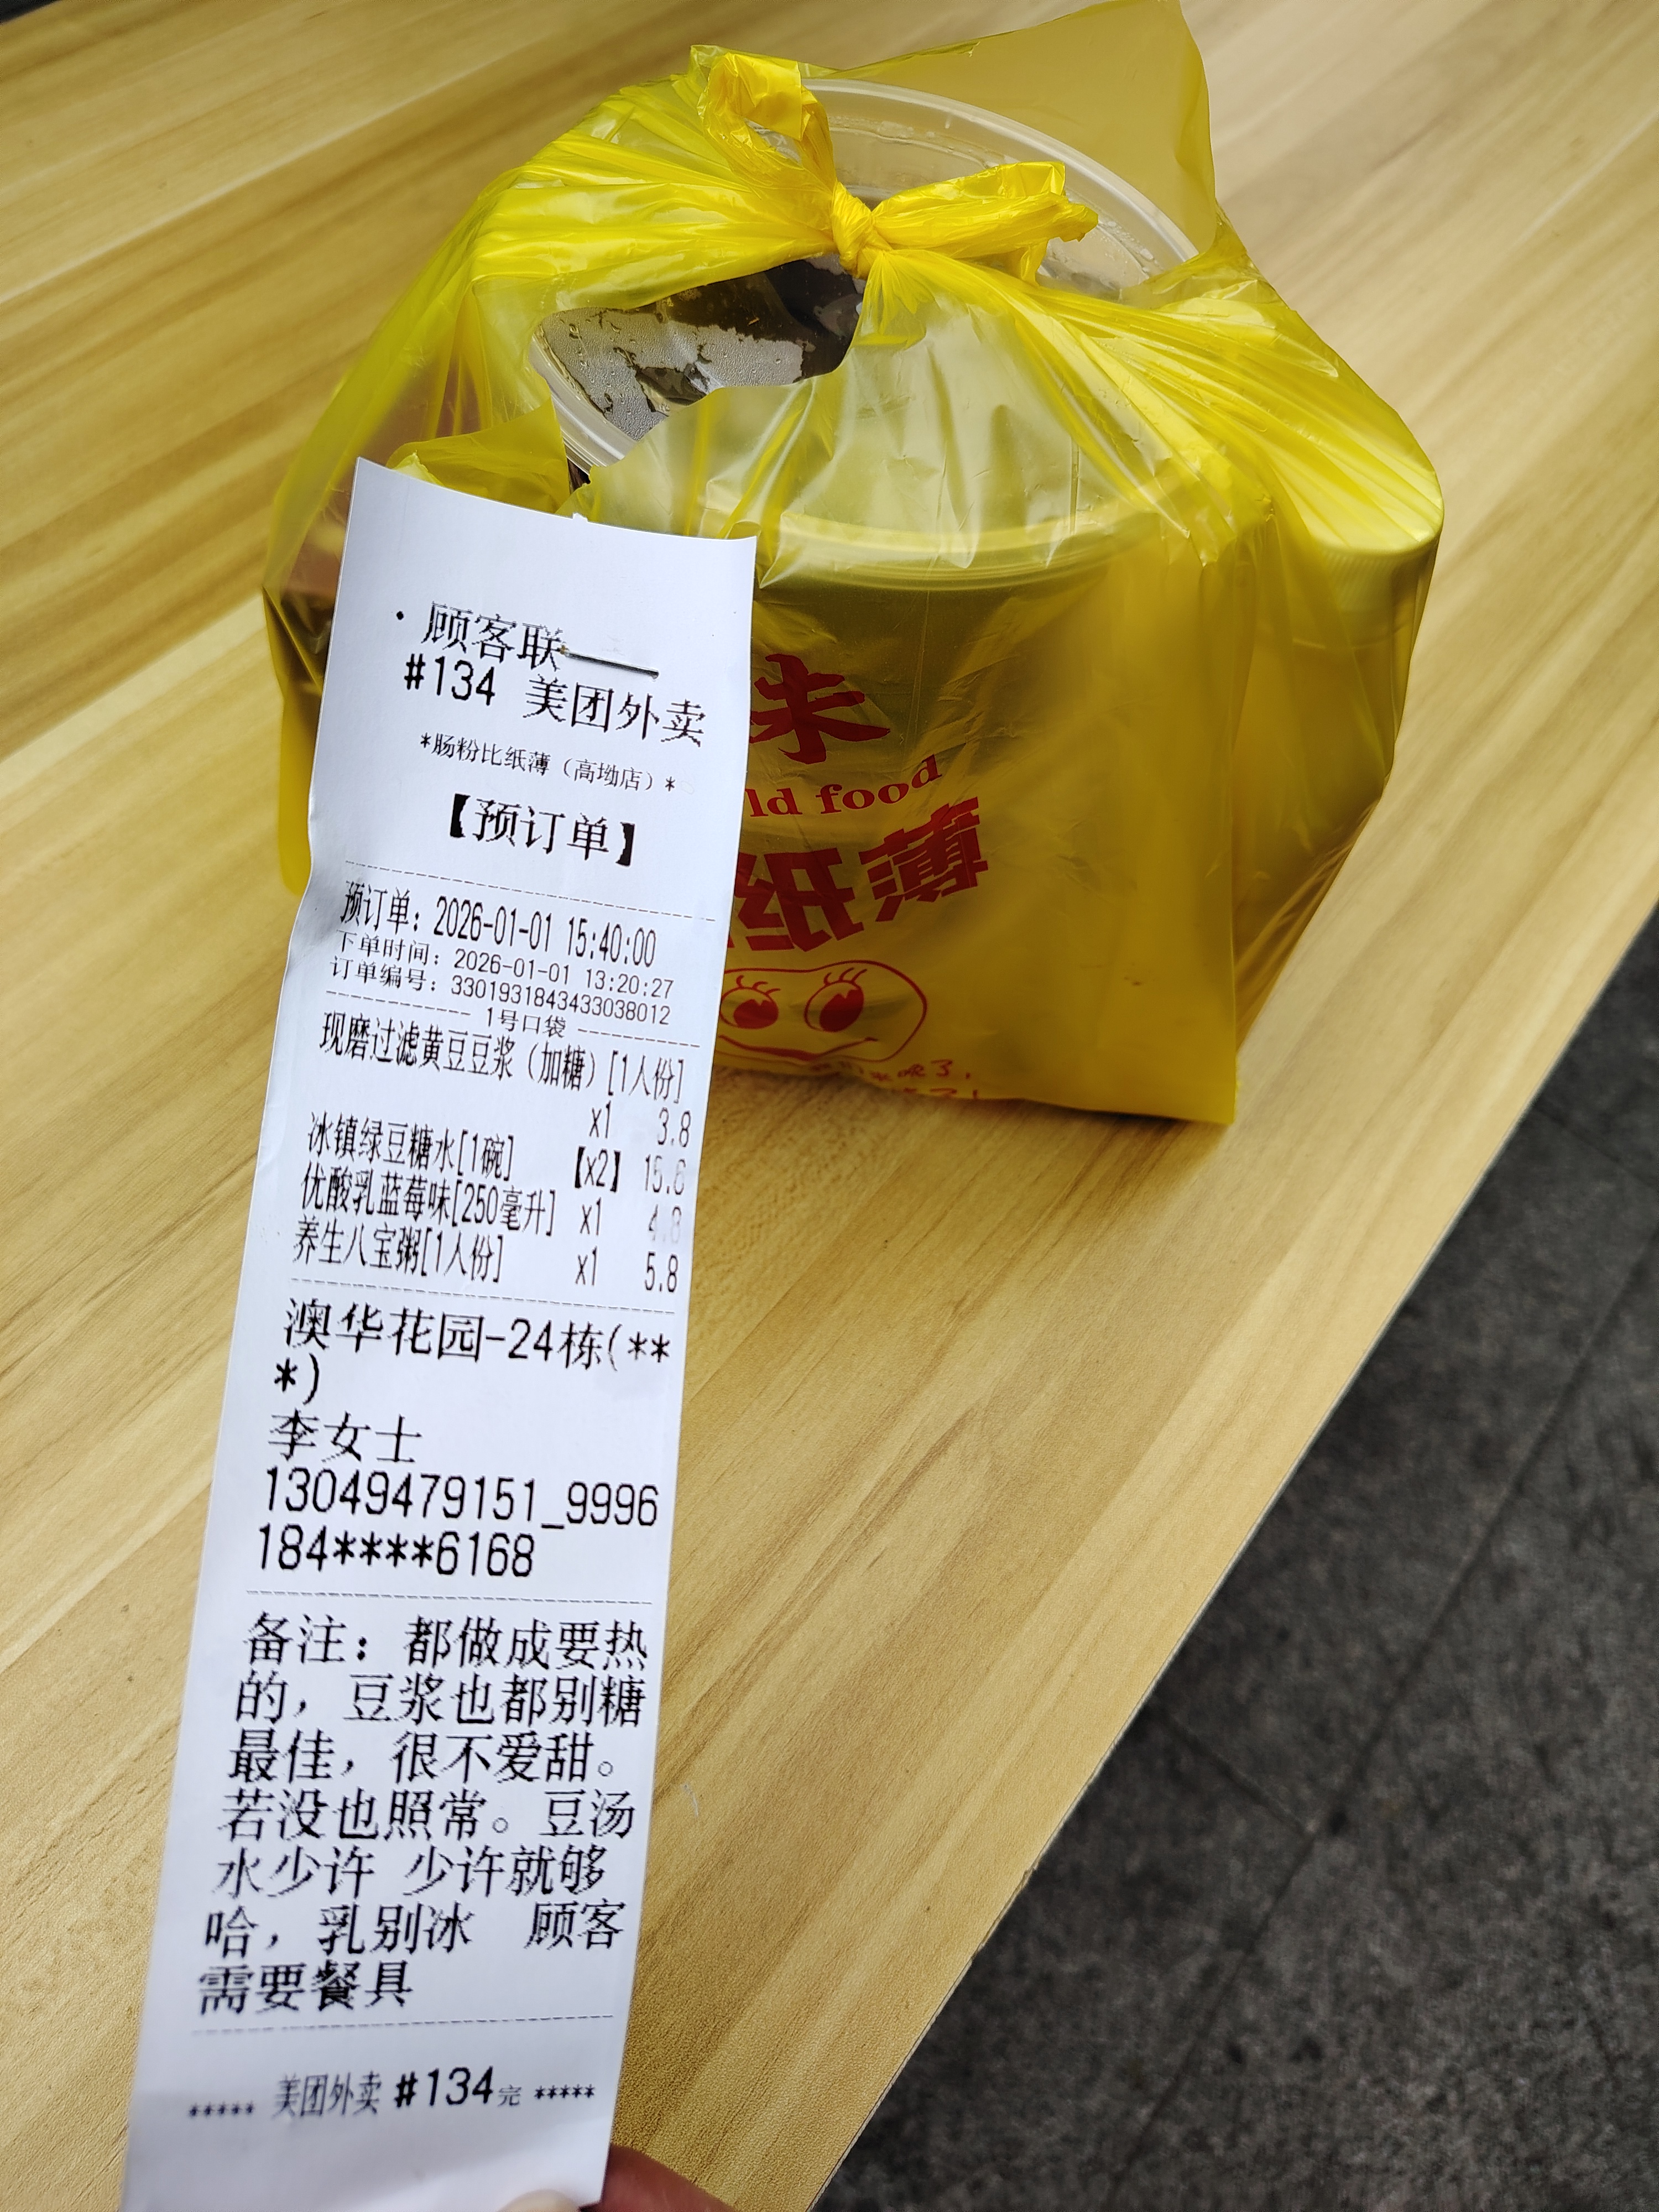 顾客联
#134 美团外卖
*肠粉比纸薄（高坳店）*
【预订单】
预订单：2026-01-01 15:40:00
下单时间：2026-01-01 13:20:27
订单编号：3301931843433038012
1号口袋
现磨过滤黄豆豆浆（加糖）[1人份]
x1 3.8
冰镇绿豆糖水[1碗] 【x2】 15.6
优酸乳蓝莓味[250毫升] x1
养生八宝粥[1人份] x1 5.8
澳华花园-24栋(**
*)
李女士
13049479151_9996
184****6168
备注：都做成要热
的，豆浆也都别糖
最佳，很不爱甜。
若没也照常。豆汤
水少许 少许就够
哈，乳别冰 顾客
需要餐具
***** 美团外卖 #134完 *****
ld food
纸薄